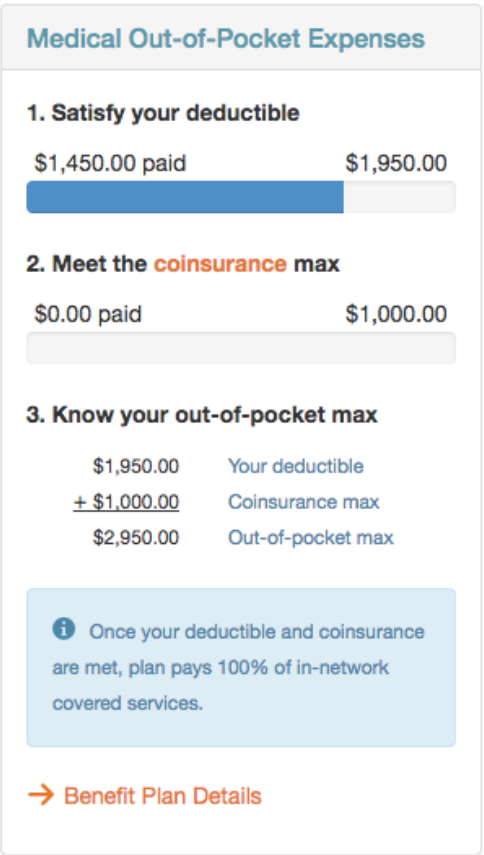 Medical Out-of-Pocket Expenses
1. Satisfy your deductible
$1,450.00 paid $1,950.00
2. Meet the coinsurance max
$0.00 paid $1,000.00
3. Know your out-of-pocket max
$1,950.00 Your deductible
+ $1,000.00 Coinsurance max
$2,950.00 Out-of-pocket max
Once your deductible and coinsurance
are met, plan pays 100% of in-network
covered services.
Benefit Plan Details